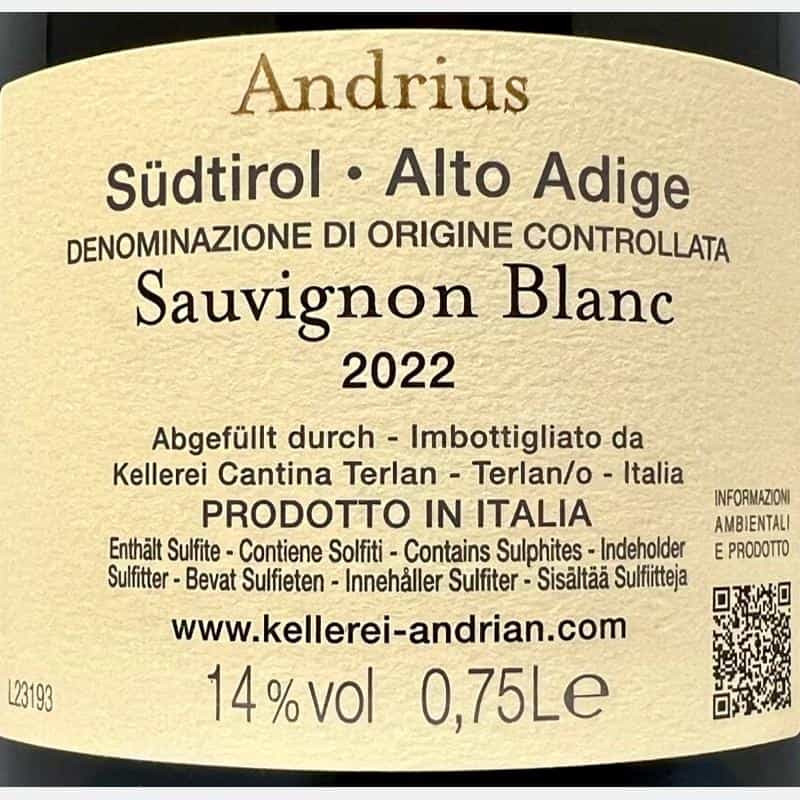 Andrius
Südtirol • Alto Adige
DENOMINAZIONE DI ORIGINE CONTROLLATA
Sauvignon Blanc
2022
Abgefüllt durch - Imbottigliato da
Kellerei Cantina Terlan - Terlan/o - Italia
PRODOTTO IN ITALIA
Enthält Sulfite - Contiene Solfiti - Contains Sulphites - Indeholder
Sulfitter - Bevat Sulfieten - Innehåller Sulfiter - Sisältää Sulfiitteja
www.kellerei-andrian.com
14 % vol 0,75L e
L23193
INFORMAZIONI
AMBIENTALI
E PRODOTTO